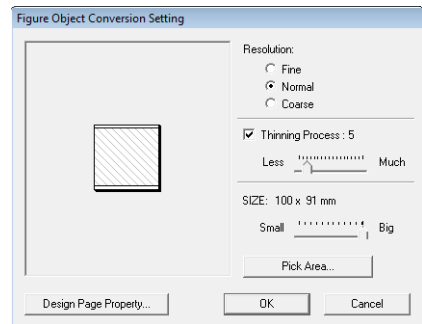 Figure Object Conversion Setting
Resolution:
Fine
Normal
Coarse
Thinning Process : 5
Less Much
SIZE: 100 x 91 mm
Small Big
Pick Area...
Design Page Property... OK Cancel